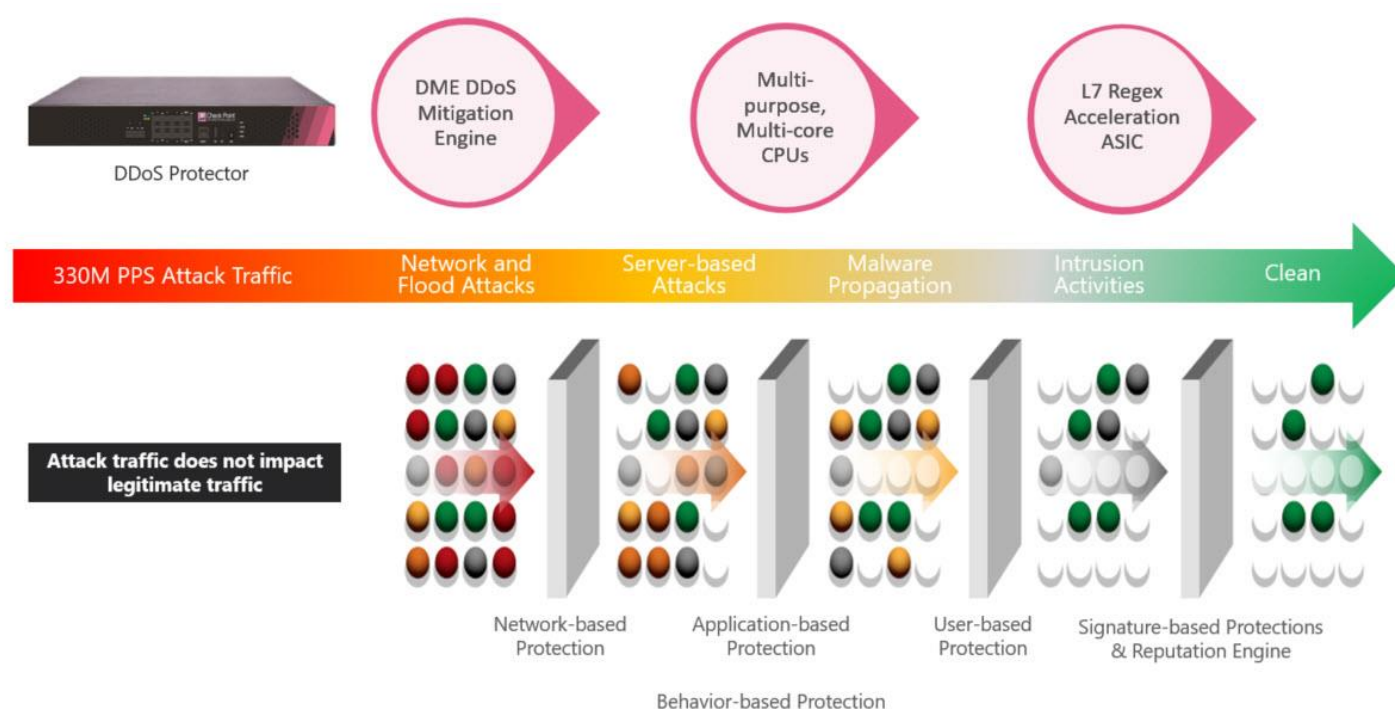 DME DDoS
Mitigation
Engine
Multi-
purpose,
Multi-core
CPUs
L7 Regex
Acceleration
ASIC
Check Point
DDoS Protector
330M PPS Attack Traffic
Network and
Flood Attacks
Server-based
Attacks
Malware
Propagation
Intrusion
Activities
Clean
Attack traffic does not impact
legitimate traffic
Network-based
Protection
Application-based
Protection
User-based
Protection
Signature-based Protections
& Reputation Engine
Behavior-based Protection